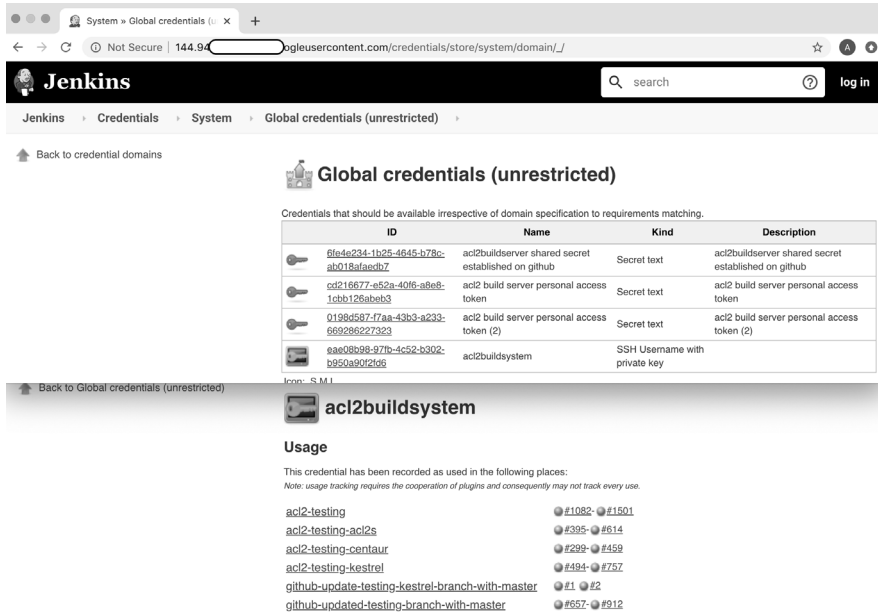 System » Global credentials (u
Not Secure
144.94
ogleusercontent.com/credentials/store/system/domain/_/
A
Jenkins
search
log in
Jenkins
Credentials
System
Global credentials (unrestricted)
Back to credential domains
Global credentials (unrestricted)
Credentials that should be available irrespective of domain specification to requirements matching.
ID Name Kind Description
6fe4e234-1b25-4645-b78c- acl2buildserver shared secret Secret text acl2buildserver shared secret
ab018afaedb7 established on github established on github
cd216677-e52a-40f6-a8e8- acl2 build server personal access Secret text acl2 build server personal access
1cbb126abeb3 token token
0198d587-f7aa-43b3-a233- acl2 build server personal access Secret text acl2 build server personal access
669286227323 token (2) token (2)
eae08b98-97fb-4c52-b302- acl2buildsystem SSH Username with
b950a90f2fd6 private key
Icon: S M L
Back to Global credentials (unrestricted)
acl2buildsystem
Usage
This credential has been recorded as used in the following places:
Note: usage tracking requires the cooperation of plugins and consequently may not track every use.
acl2-testing #1082- #1501
acl2-testing-acl2s #395- #614
acl2-testing-centaur #299- #459
acl2-testing-kestrel #494- #757
github-update-testing-kestrel-branch-with-master #1 #2
github-updated-testing-branch-with-master #657- #912